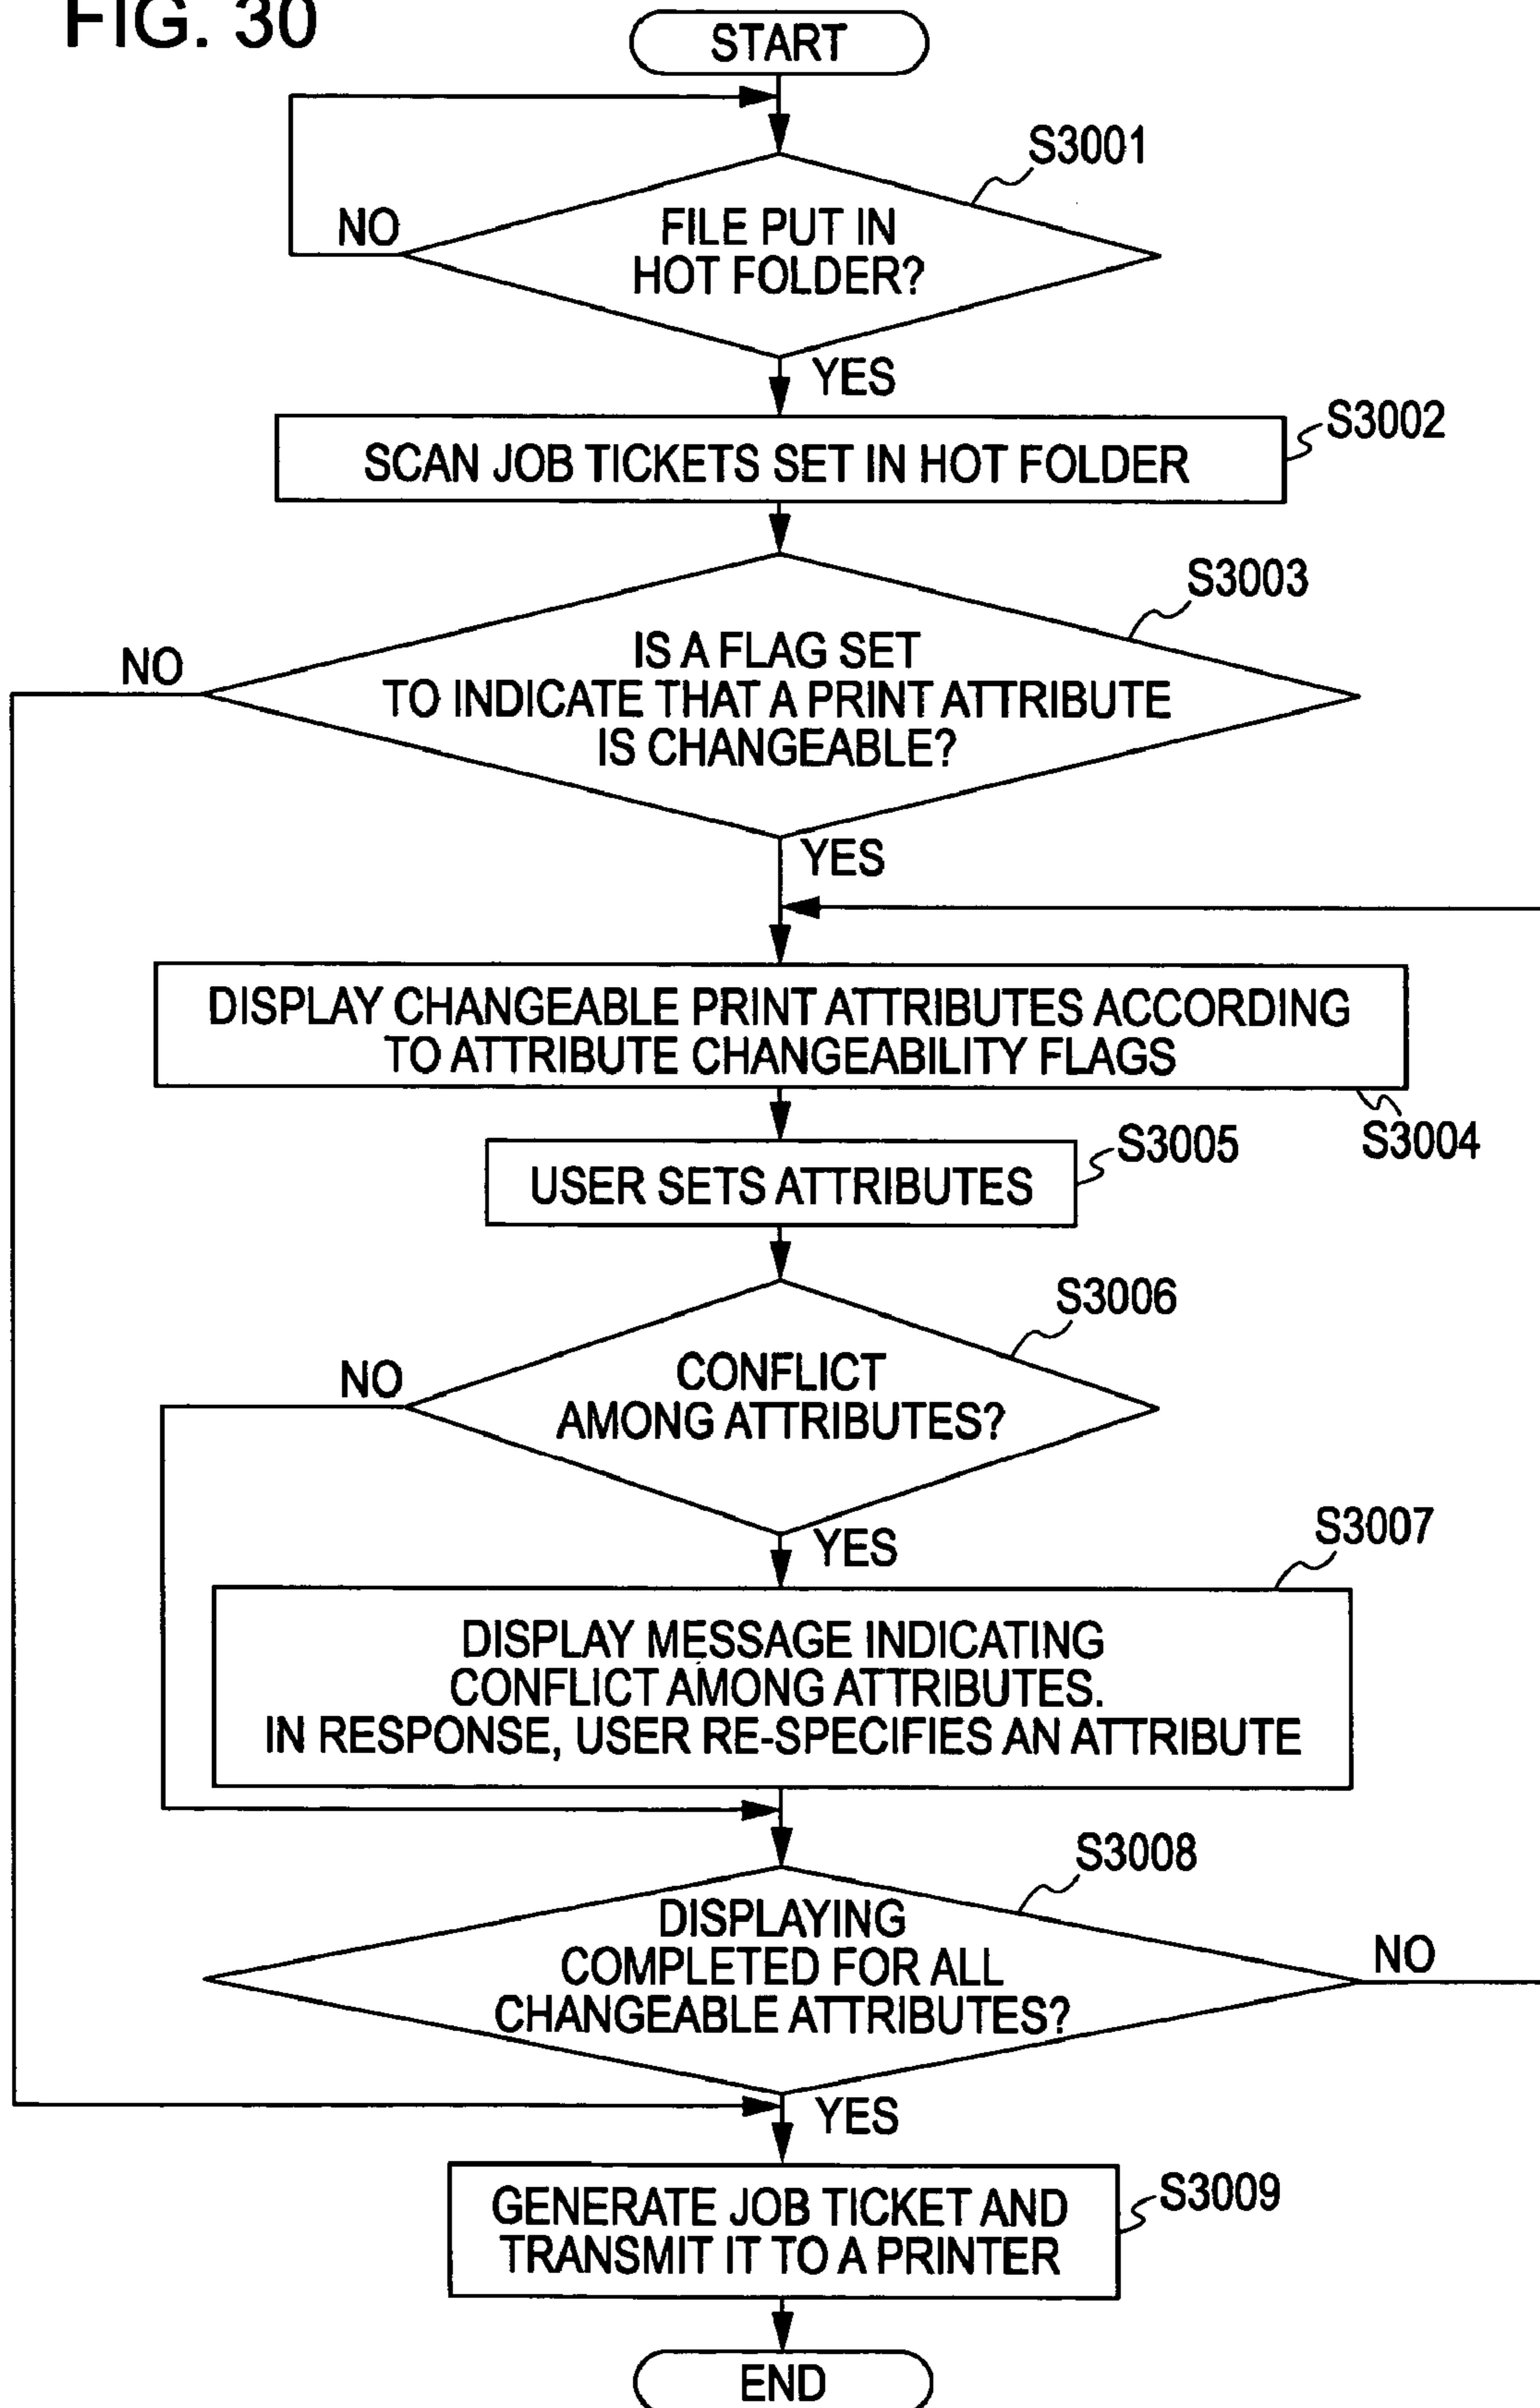 FIG. 30
START
S3001
NO
FILE PUT IN
HOT FOLDER?
YES
S3002
SCAN JOB TICKETS SET IN HOT FOLDER
S3003
NO
IS A FLAG SET
TO INDICATE THAT A PRINT ATTRIBUTE
IS CHANGEABLE?
YES
DISPLAY CHANGEABLE PRINT ATTRIBUTES ACCORDING
TO ATTRIBUTE CHANGEABILITY FLAGS
S3004
S3005
USER SETS ATTRIBUTES
S3006
NO
CONFLICT
AMONG ATTRIBUTES?
YES
S3007
DISPLAY MESSAGE INDICATING
CONFLICT AMONG ATTRIBUTES.
IN RESPONSE, USER RE-SPECIFIES AN ATTRIBUTE
S3008
DISPLAYING
COMPLETED FOR ALL
CHANGEABLE ATTRIBUTES?
NO
YES
S3009
GENERATE JOB TICKET AND
TRANSMIT IT TO A PRINTER
END